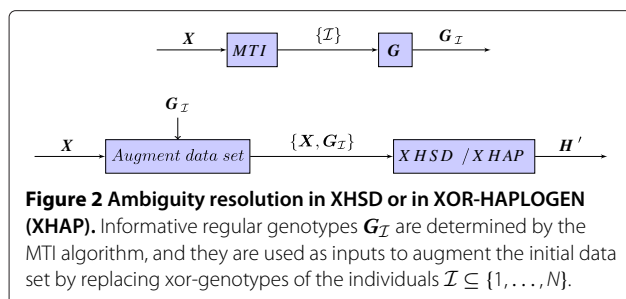 X MTI {I} G G_I
G_I
X Augment data set {X, G_I} XHSD /XHAP H'
Figure 2 Ambiguity resolution in XHSD or in XOR-HAPLOGEN
(XHAP). Informative regular genotypes G_I are determined by the
MTI algorithm, and they are used as inputs to augment the initial data
set by replacing xor-genotypes of the individuals I ⊆ {1, . . . , N}.